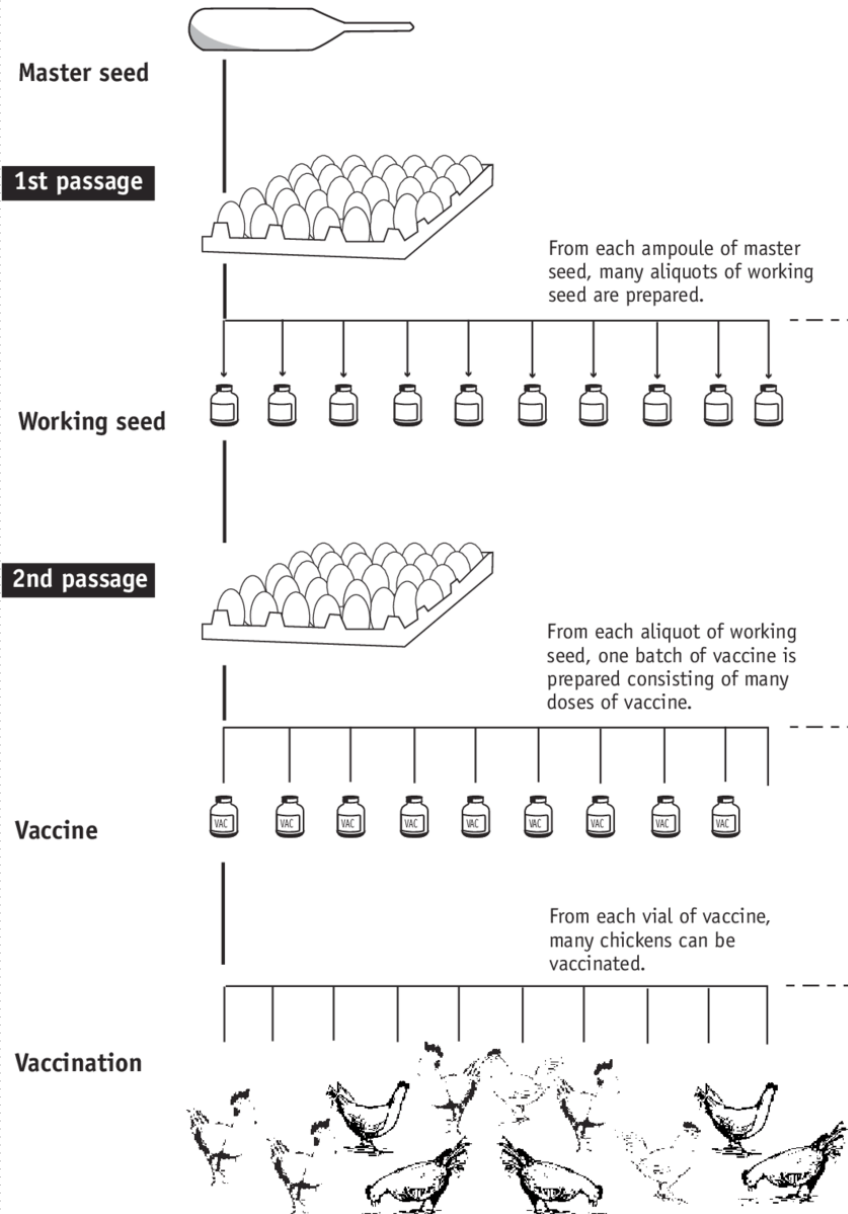 Master seed
1st passage
From each ampoule of master
seed, many aliquots of working
seed are prepared.
Working seed
2nd passage
From each aliquot of working
seed, one batch of vaccine is
prepared consisting of many
doses of vaccine.
VAC VAC VAC VAC VAC VAC VAC VAC VAC
Vaccine
From each vial of vaccine,
many chickens can be
vaccinated.
Vaccination